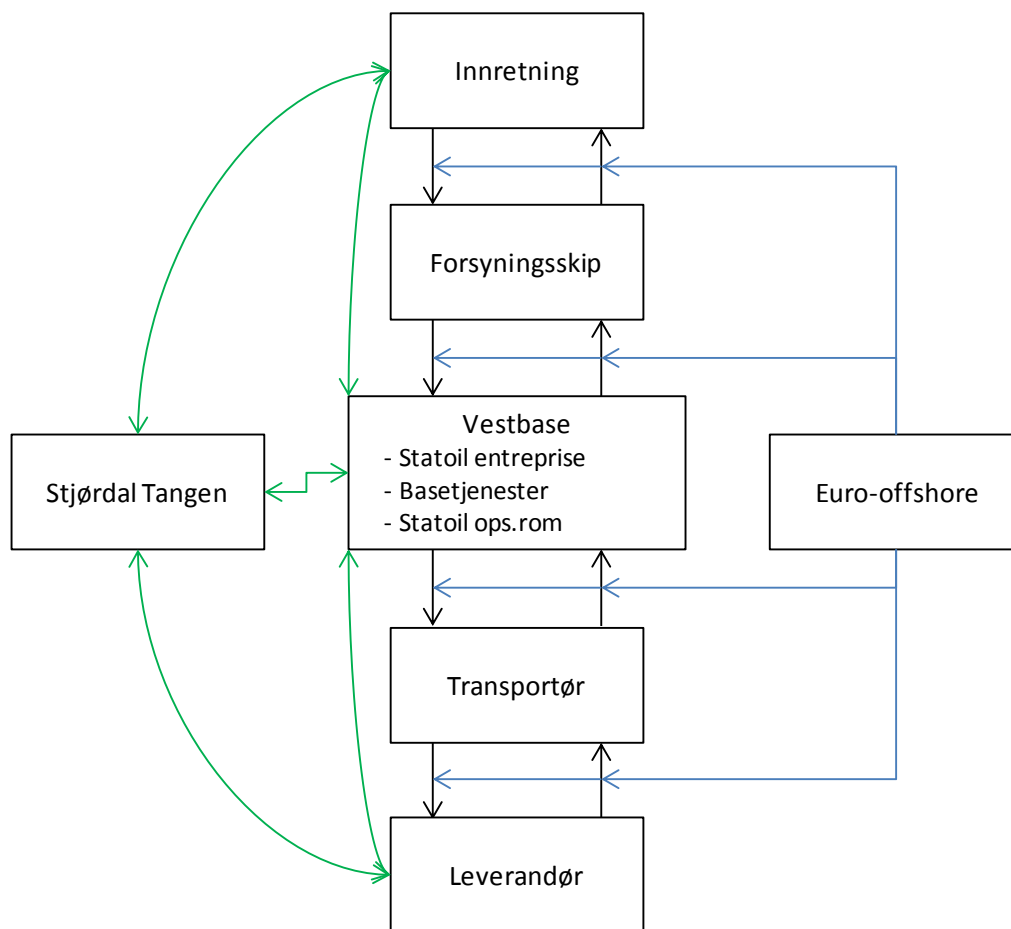 Innretning
Forsyningsskip
Vestbase
- Statoil entreprise
- Basetjenester
- Statoil ops.rom
Stjørdal Tangen
Euro-offshore
Transportør
Leverandør